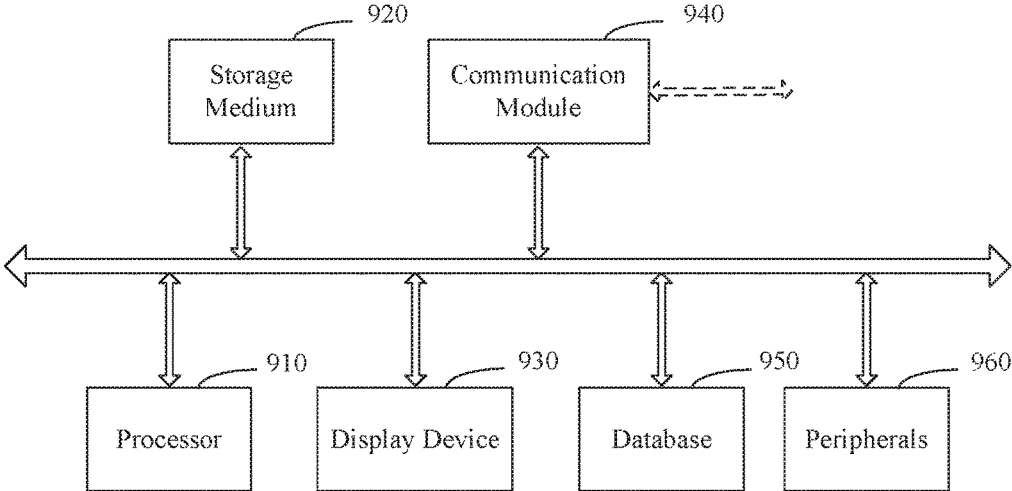 920
940
Storage
Medium
Communication
Module
910
930
950
960
Processor
Display Device
Database
Peripherals